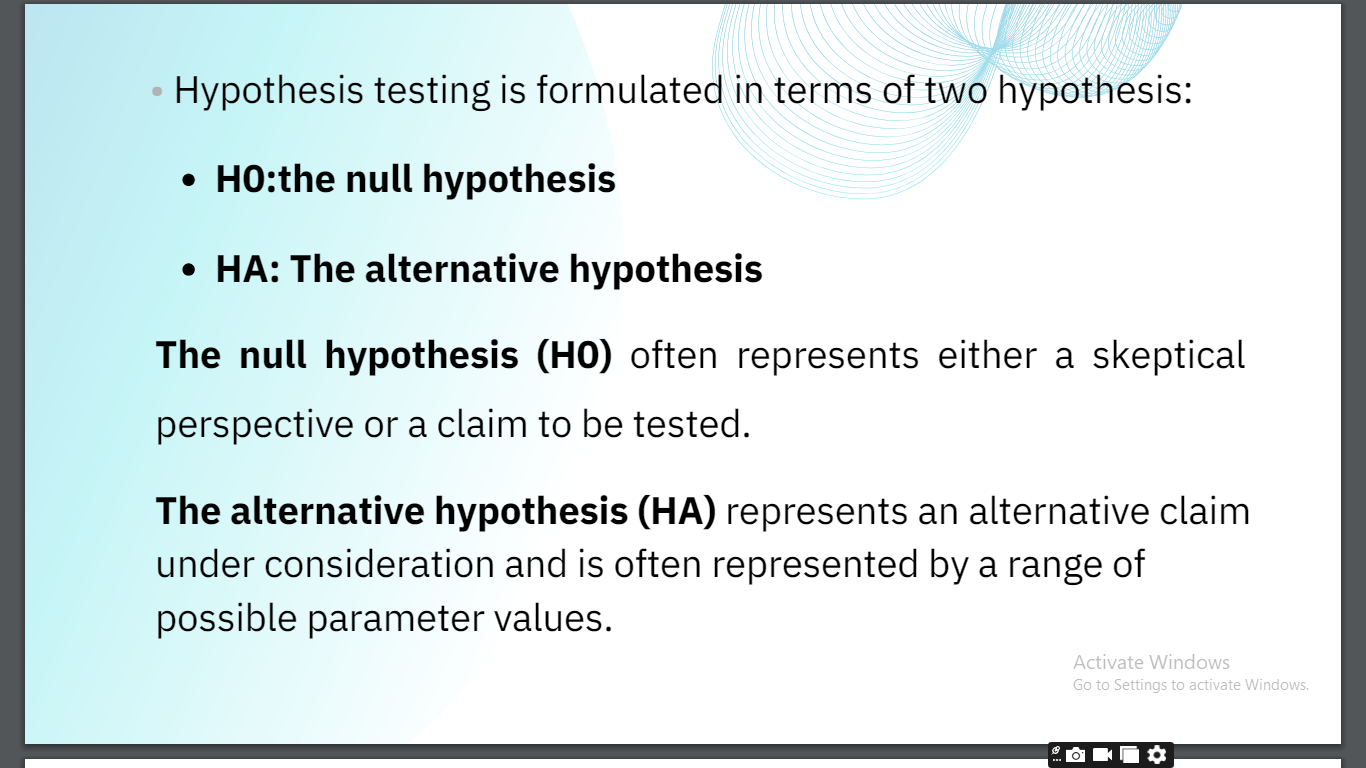 Hypothesis testing is formulated in terms of two hypothesis:
H0:the null hypothesis
HA: The alternative hypothesis
The null hypothesis (H0) often represents either a skeptical
perspective or a claim to be tested.
The alternative hypothesis (HA) represents an alternative claim
under consideration and is often represented by a range of
possible parameter values.
Activate Windows
Go to Settings to activate Windows.